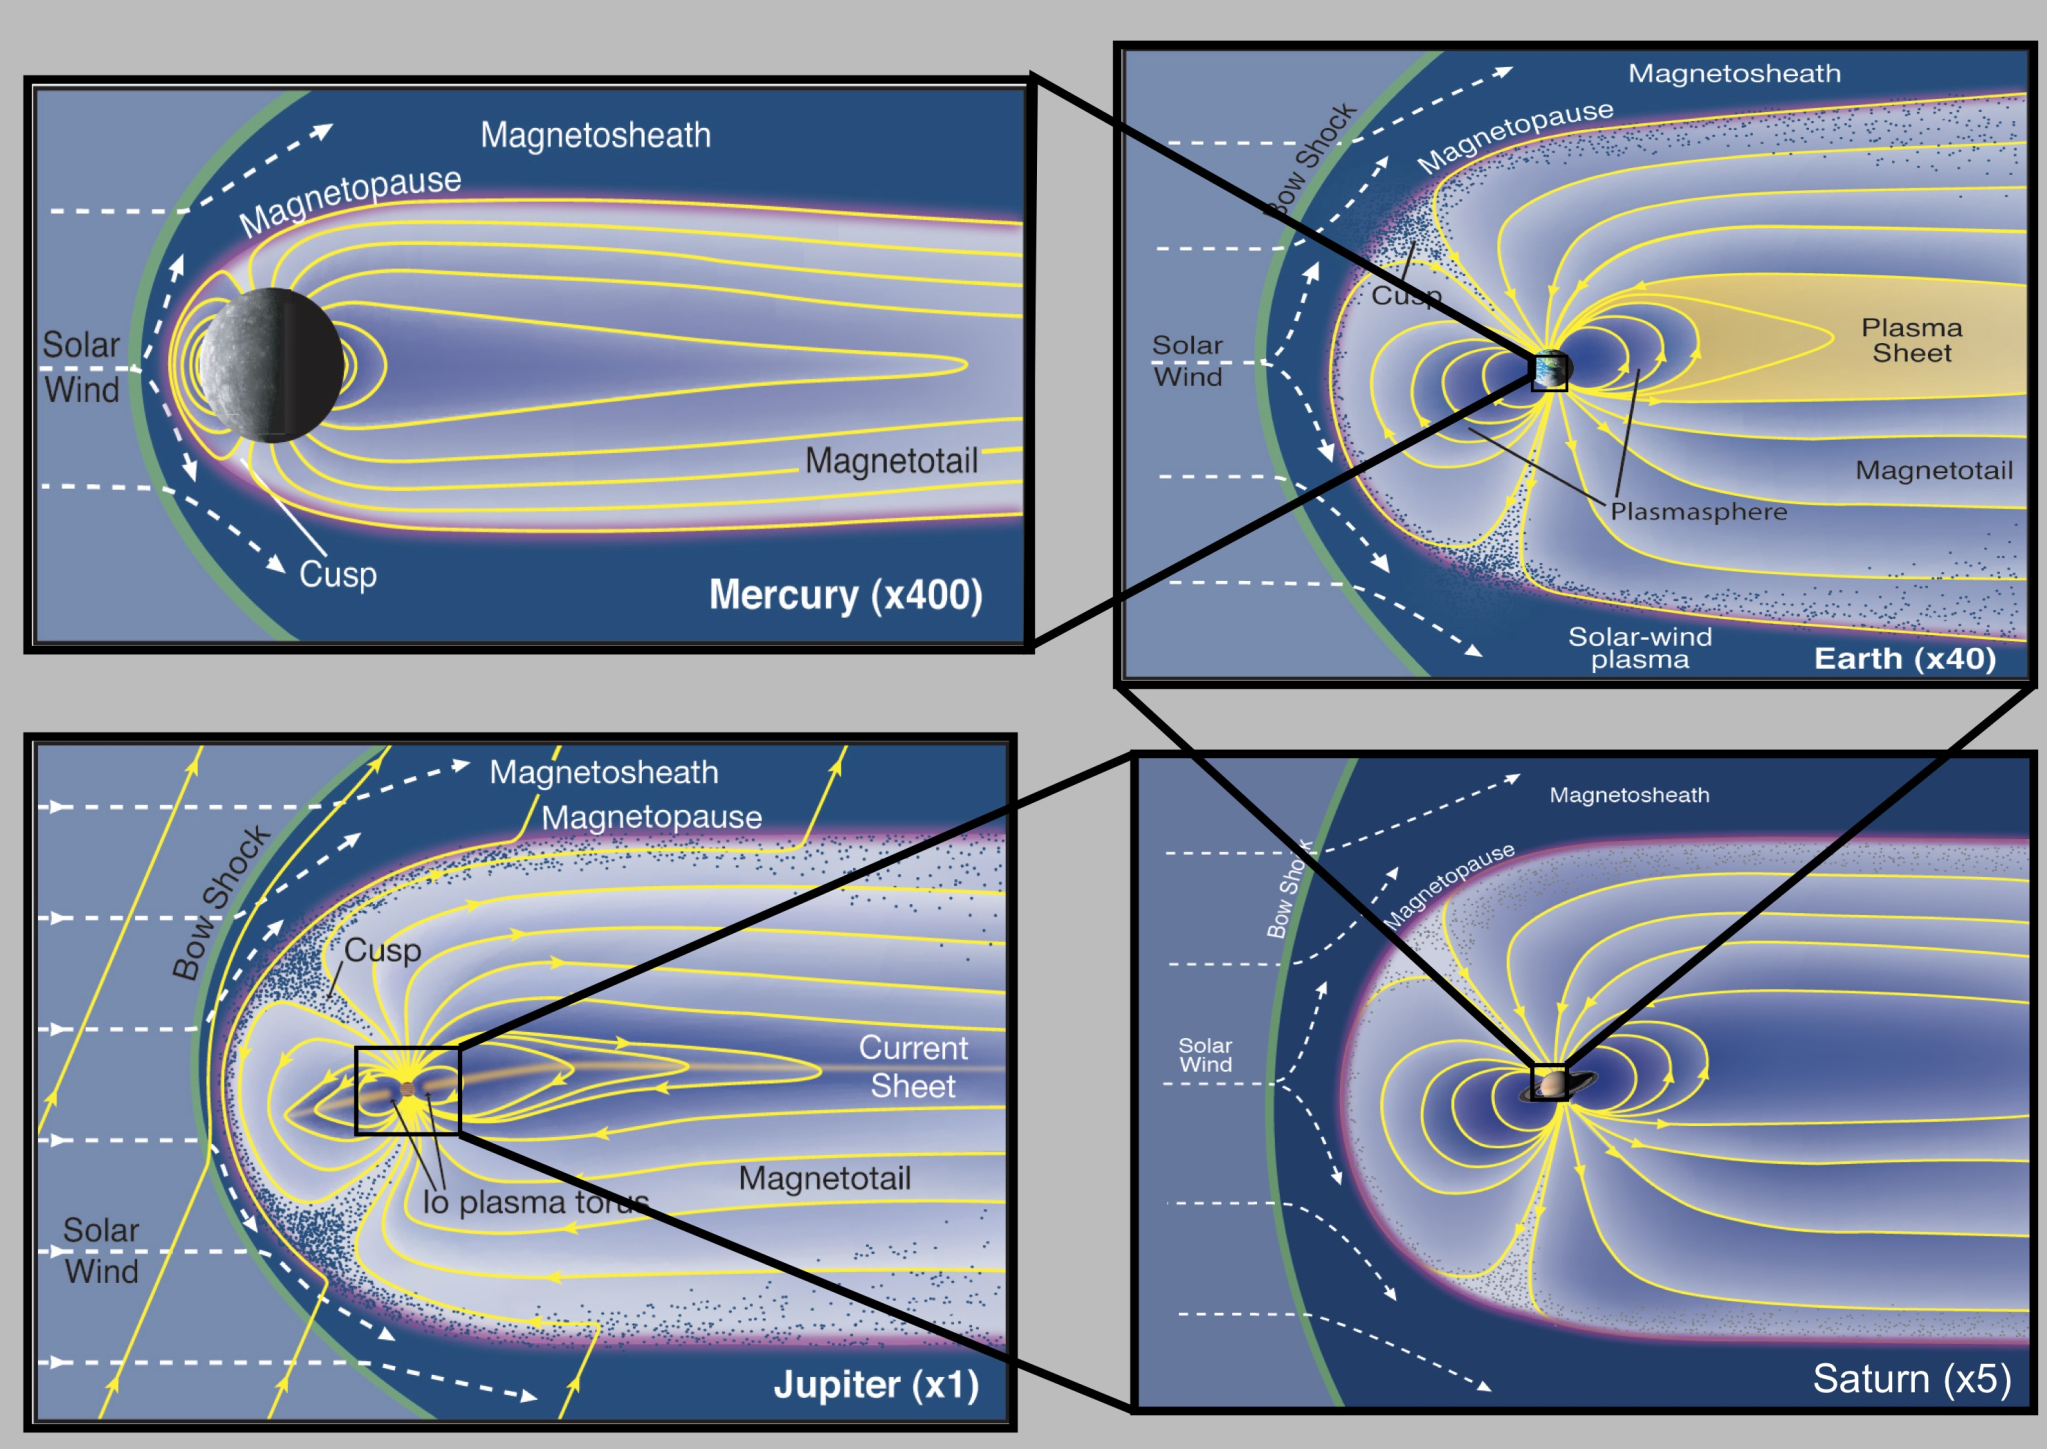 Magnetosheath
Magnetopause
Solar
Wind
Magnetotail
Cusp
Mercury (x400)
Magnetosheath
Magnetopause
Bow Shock
Cusp
Solar
Wind
Plasma
Sheet
Magnetotail
Plasmasphere
Solar-wind
plasma
Earth (x40)
Magnetosheath
Magnetopause
Bow Shock
Cusp
Current
Sheet
Magnetotail
Io plasma torus
Solar
Wind
Jupiter (x1)
Magnetosheath
Magnetopause
Bow Shock
Solar
Wind
Saturn (x5)